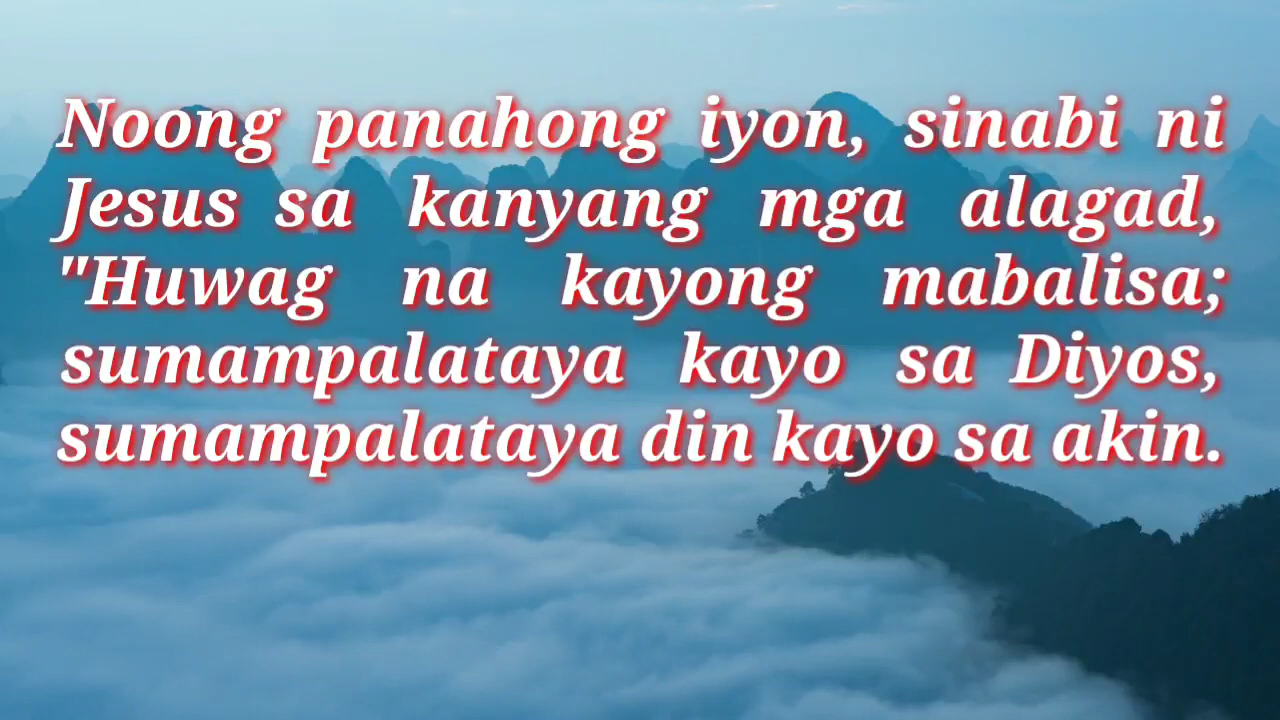 Noong panahong iyon, sinabi ni
Jesus sa kanyang mga alagad,
"Huwag na kayong mabalisa;
sumampalataya kayo sa Diyos,
sumampalataya din kayo sa akin.